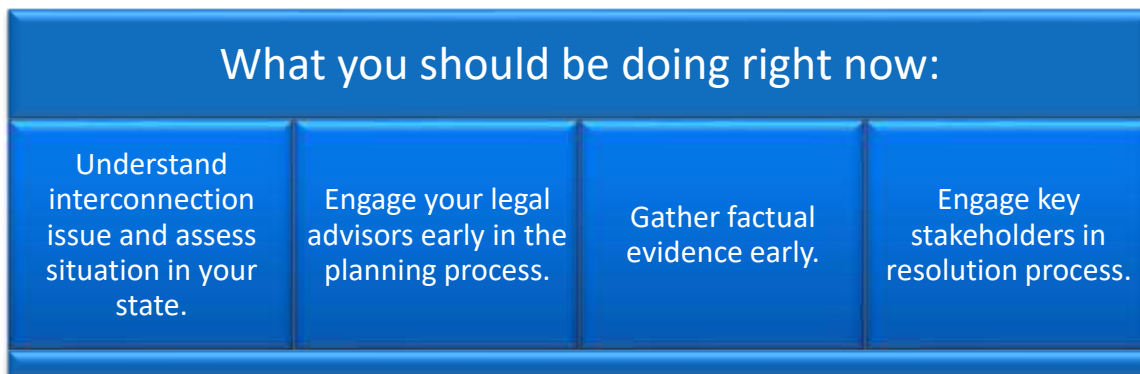 What you should be doing right now:
Understand
interconnection
issue and assess
situation in your
state.
Engage your legal
advisors early in the
planning process.
Gather factual
evidence early.
Engage key
stakeholders in
resolution process.